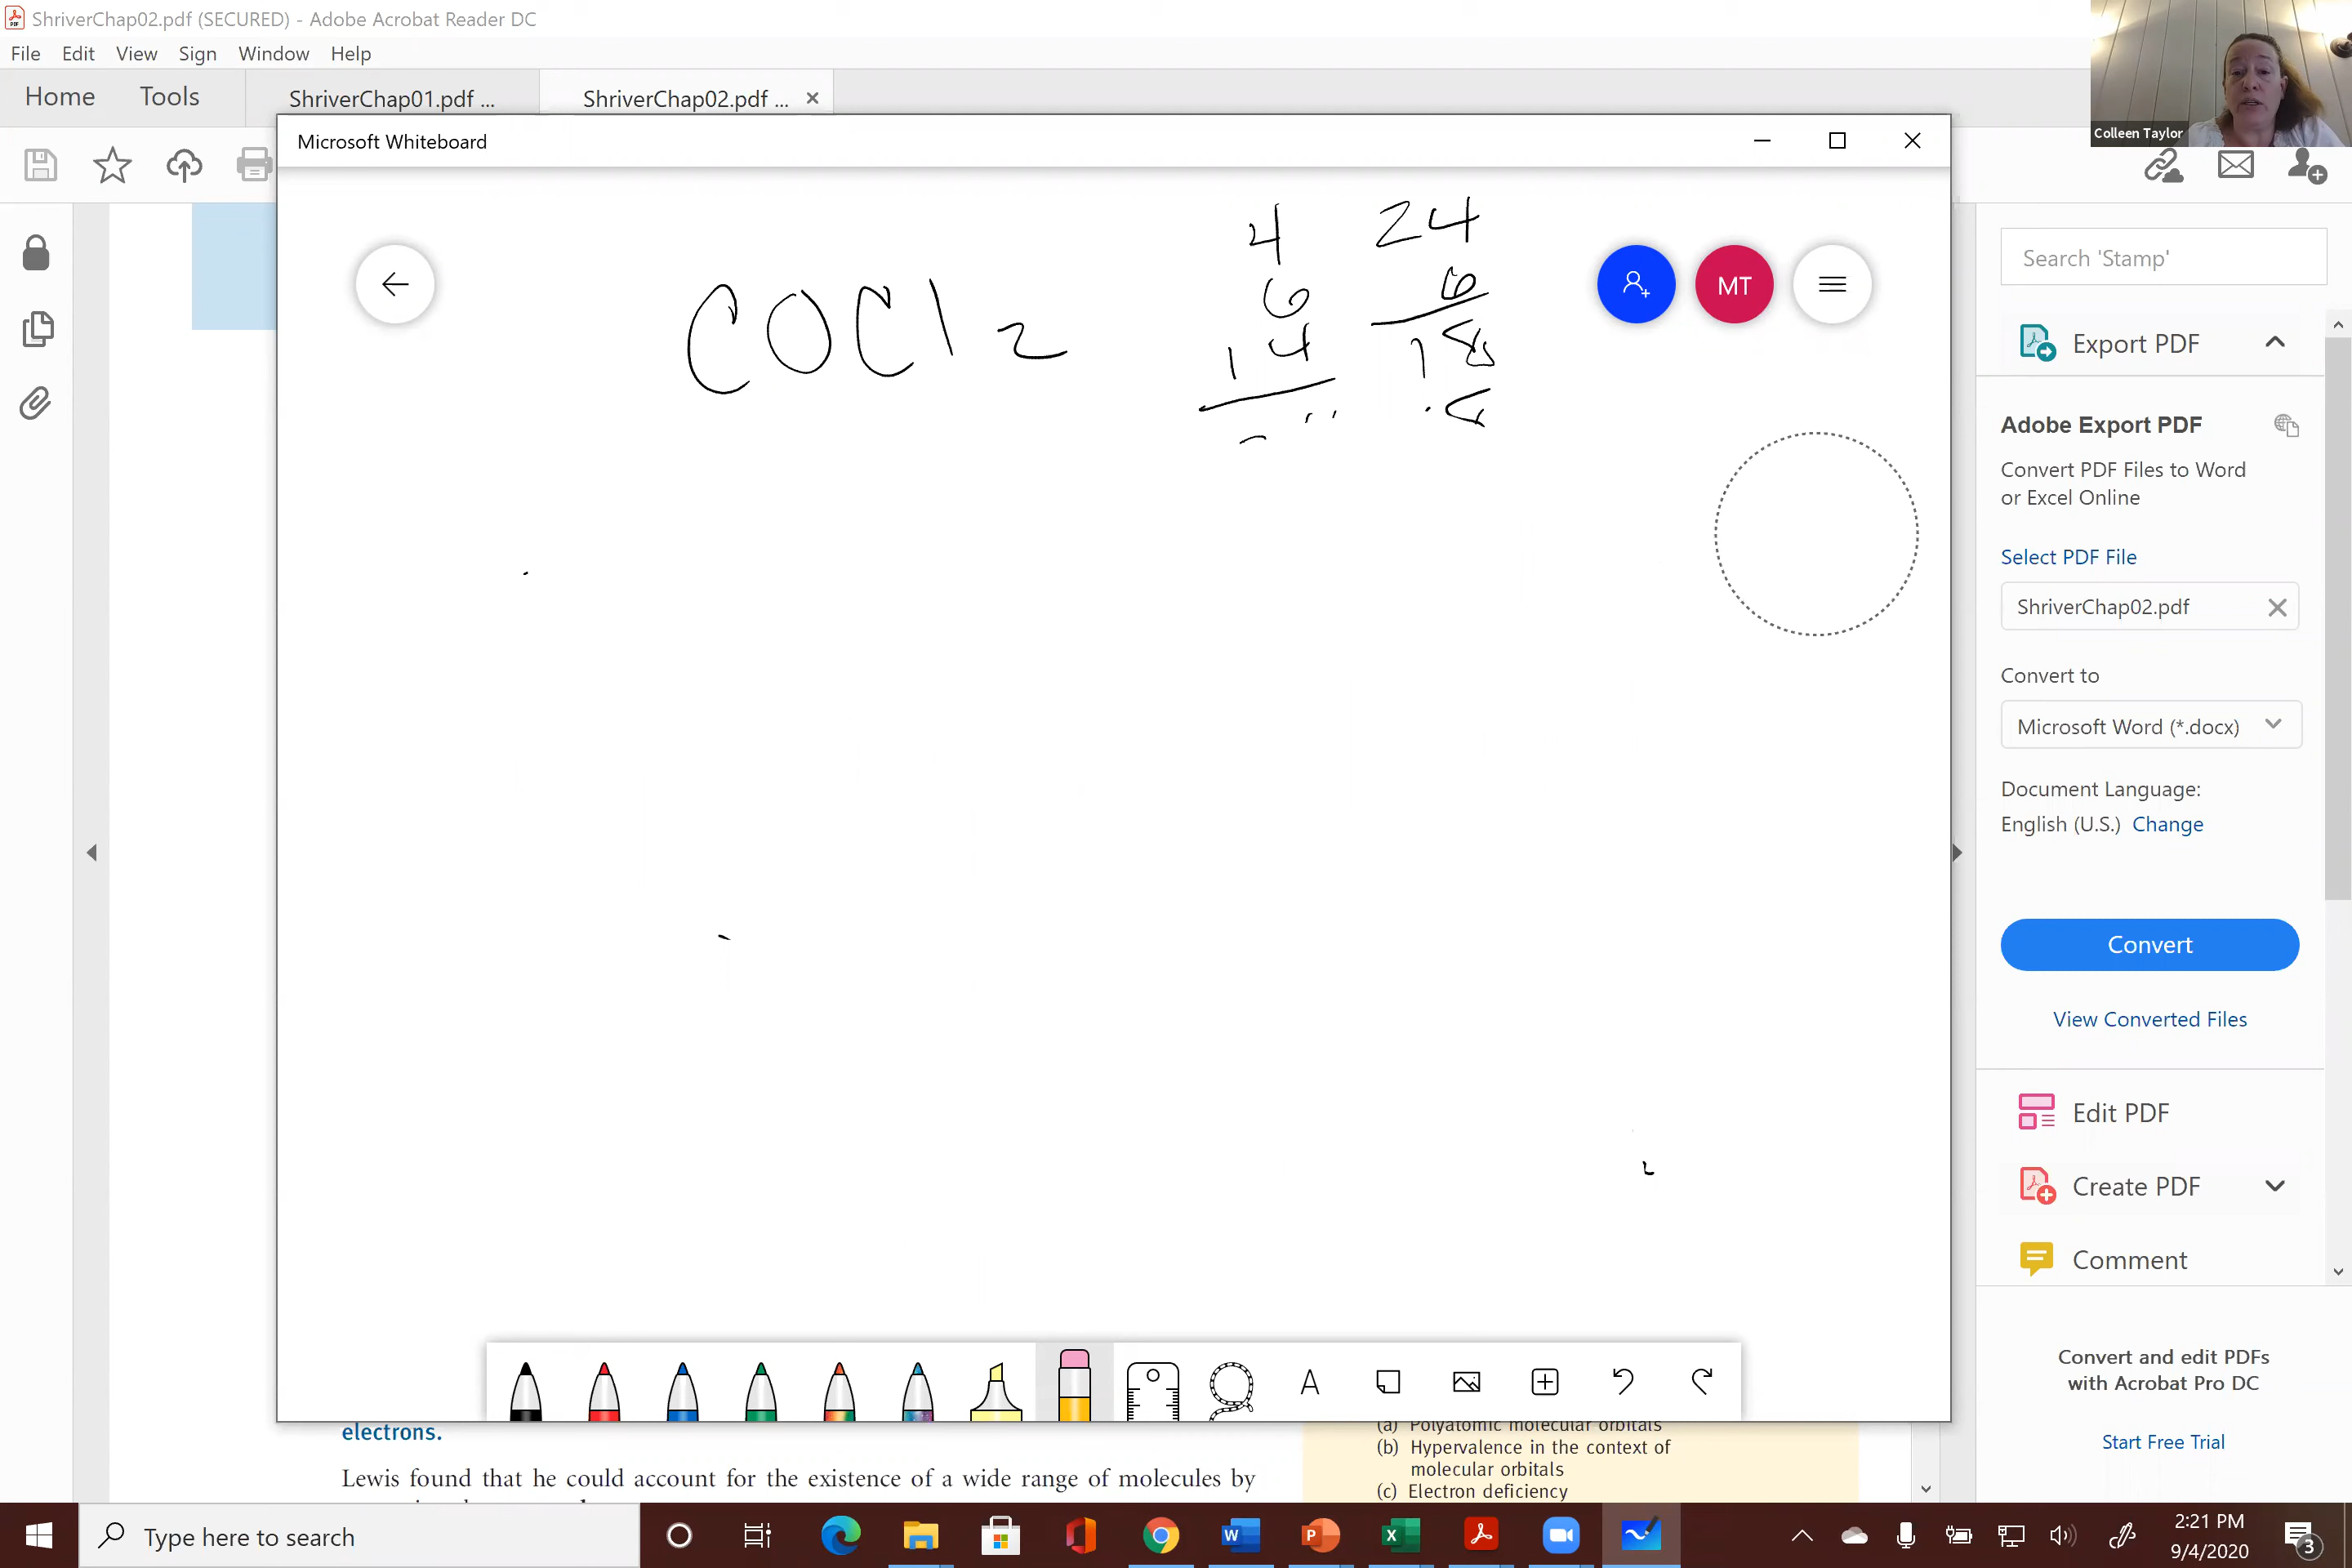 ShriverChap02.pdf (SECURED) - Adobe Acrobat Reader DC
File Edit View Sign Window Help
Home Tools ShriverChap01.pdf ... ShriverChap02.pdf ...
Colleen Taylor
Microsoft Whiteboard
COCl2
4
6
14
24
6
18
MT
Search 'Stamp'
Export PDF
Adobe Export PDF
Convert PDF Files to Word
or Excel Online
Select PDF File
ShriverChap02.pdf
Convert to
Microsoft Word (*.docx)
Document Language:
English (U.S.) Change
Convert
View Converted Files
Edit PDF
Create PDF
Comment
Convert and edit PDFs
with Acrobat Pro DC
Start Free Trial
A
electrons.
Lewis found that he could account for the existence of a wide range of molecules by
(a) Polyatomic molecular orbitals
(b) Hypervalence in the context of
molecular orbitals
(c) Electron deficiency
Type here to search
2:21 PM
9/4/2020
3